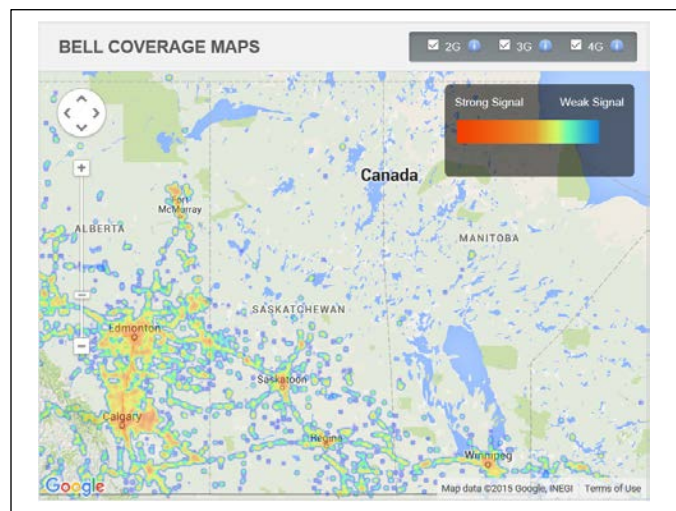 BELL COVERAGE MAPS
2G 3G 4G
Strong Signal Weak Signal
Canada
Fort
McMurray
ALBERTA
MANITOBA
SASKATCHEWAN
Edmonton
Saskatoon
Calgary
Regina
Winnipeg
Google
Map data ©2015 Google, INEGI Terms of Use